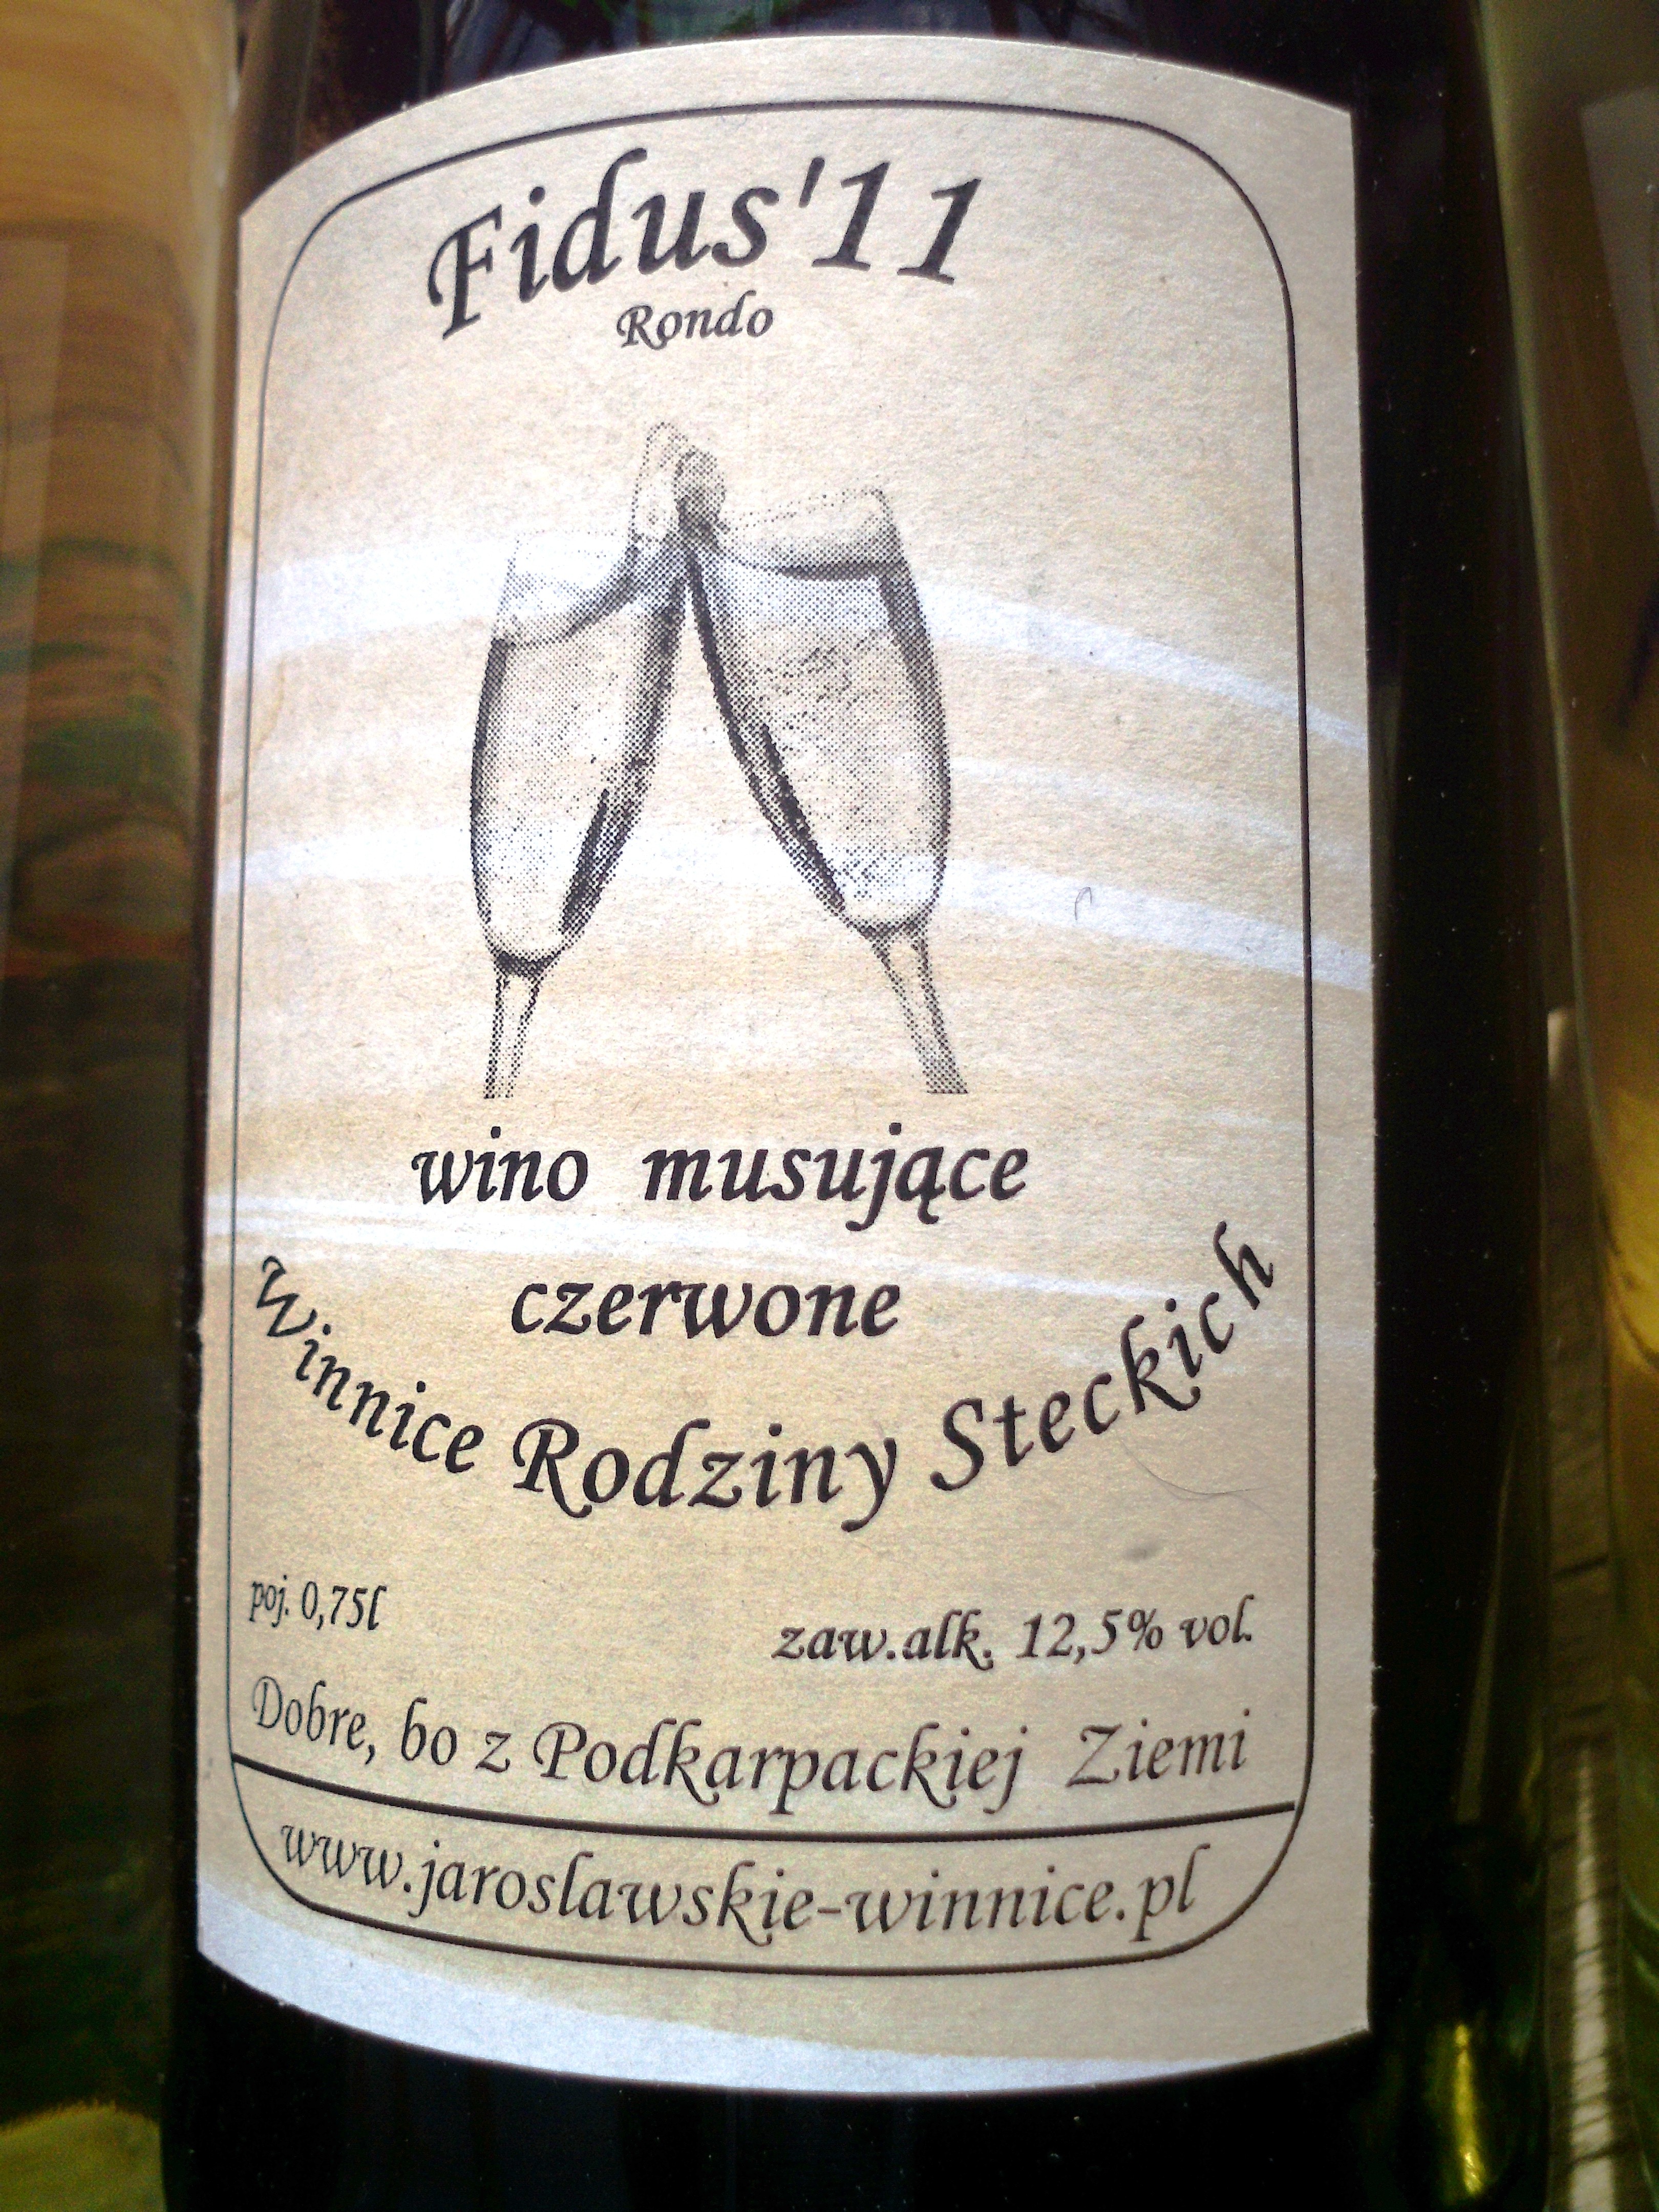 Fidus'11
Rondo
wino musujące
czerwone
Winnice Rodziny Steckich
poj. 0,75l
zaw.alk. 12,5% vol.
Dobre, bo z Podkarpackiej Ziemi
www.jaroslawskie-winnice.pl